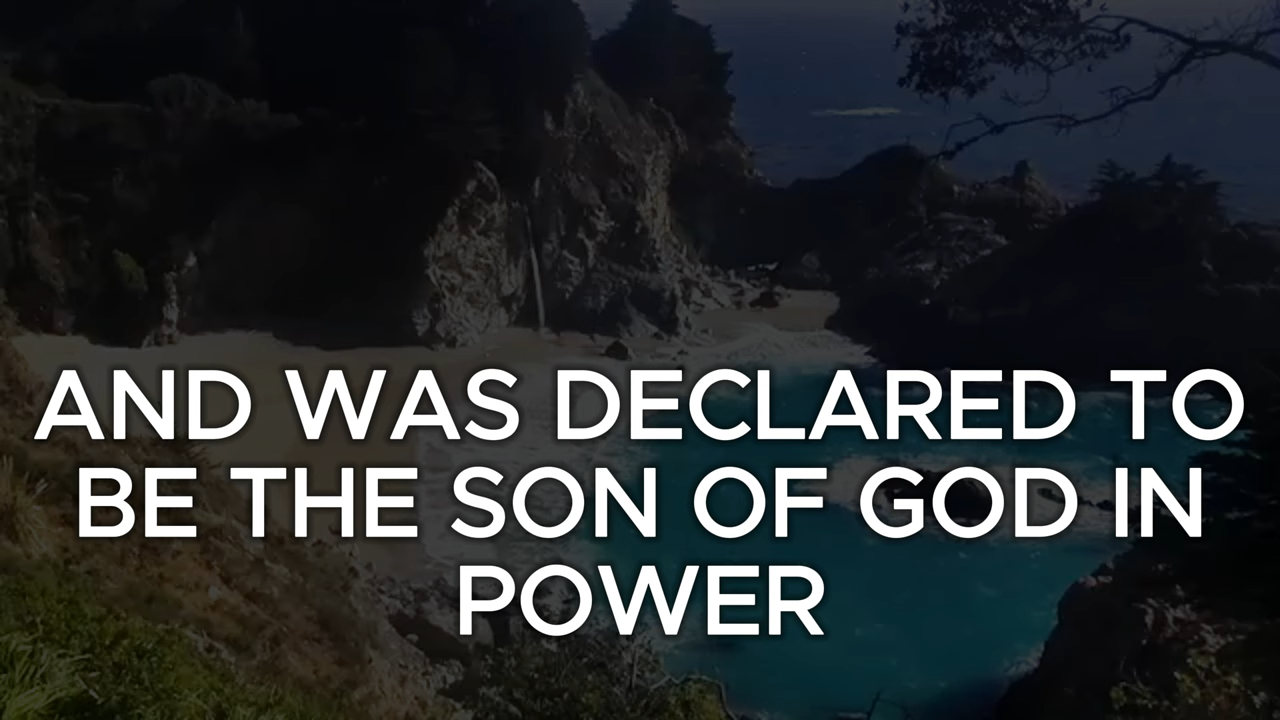 AND WAS DECLARED TO
BE THE SON OF GOD IN
POWER